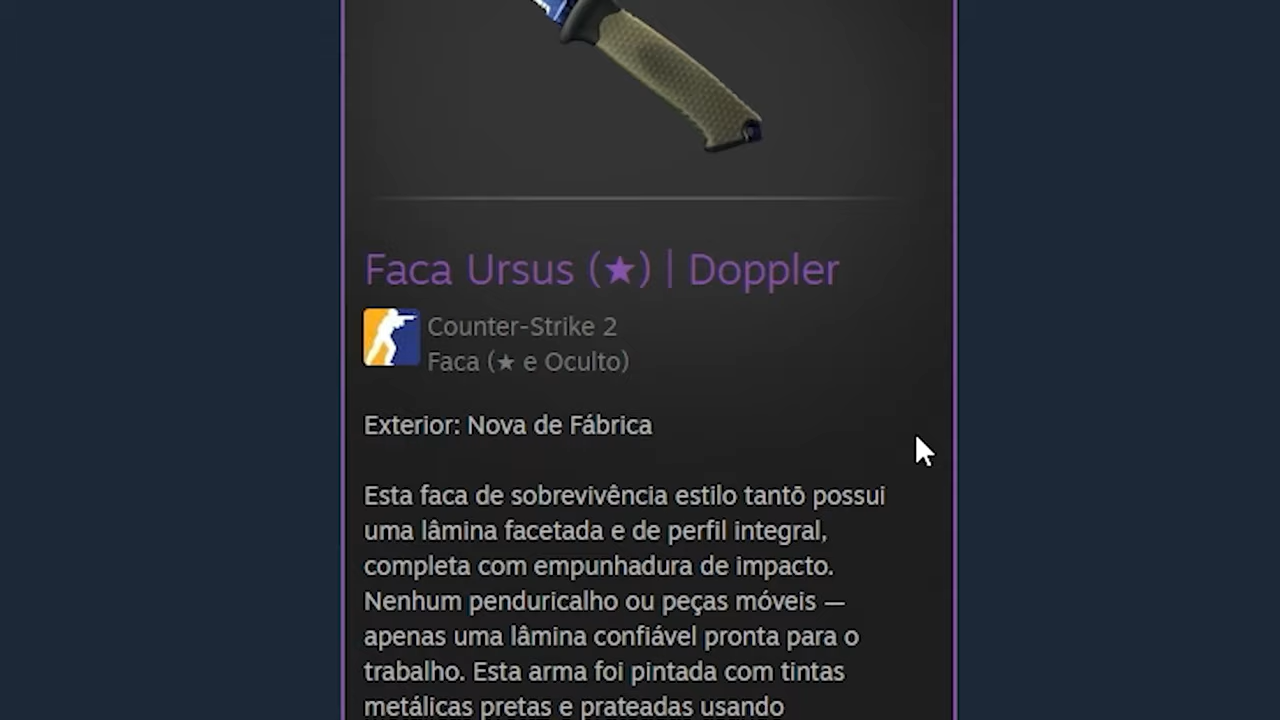 Faca Ursus (★) | Doppler
Counter-Strike 2
Faca (★ e Oculto)
Exterior: Nova de Fábrica
Esta faca de sobrevivência estilo tantō possui
uma lâmina facetada e de perfil integral,
completa com empunhadura de impacto.
Nenhum penduricalho ou peças móveis —
apenas uma lâmina confiável pronta para o
trabalho. Esta arma foi pintada com tintas
metálicas pretas e prateadas usando